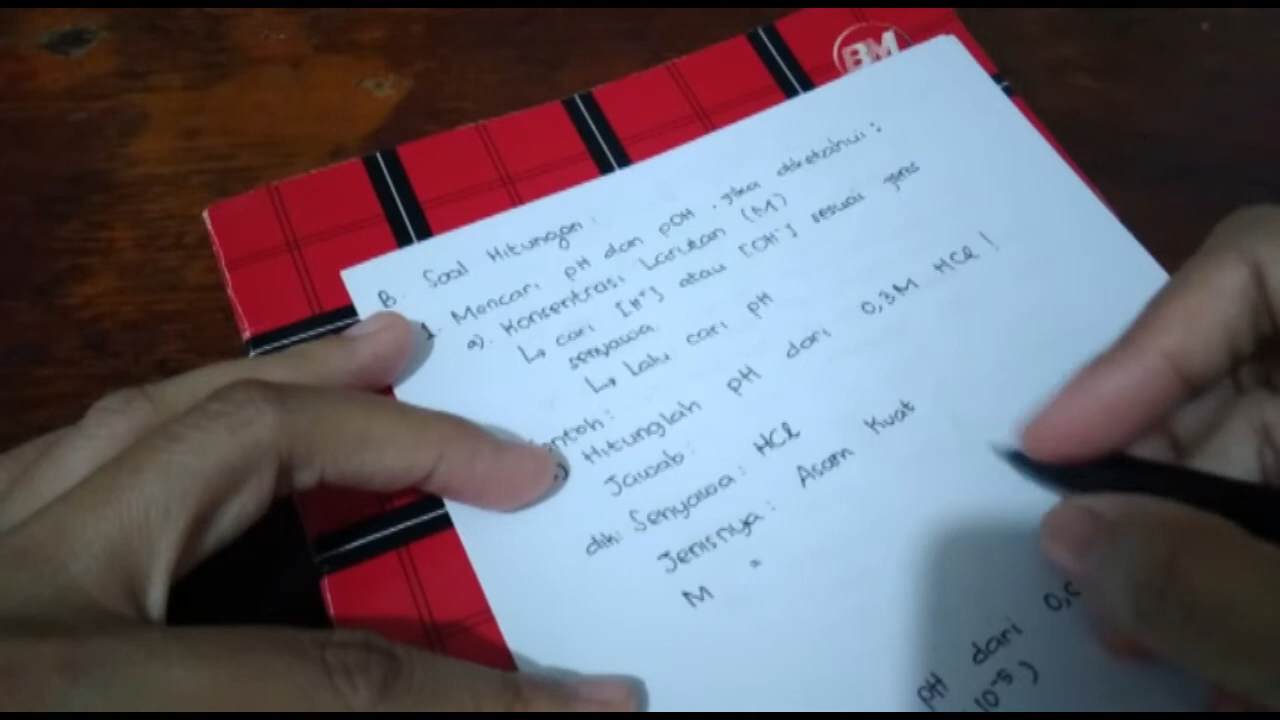 BM
B. Soal Hitungan :
1. Mencari pH dan pOH, jika diketahui :
a). Konsentrasi Larutan (M)
↳ cari [H⁺] atau [OH⁻] sesuai jenis
senyawa
↳ Lalu cari pH
Contoh :
Hitunglah pH dari 0,3M HCl !
Jawab :
dik: Senyawa : HCl
Jenisnya : Asam Kuat
M =
pH dari
10⁻⁵)